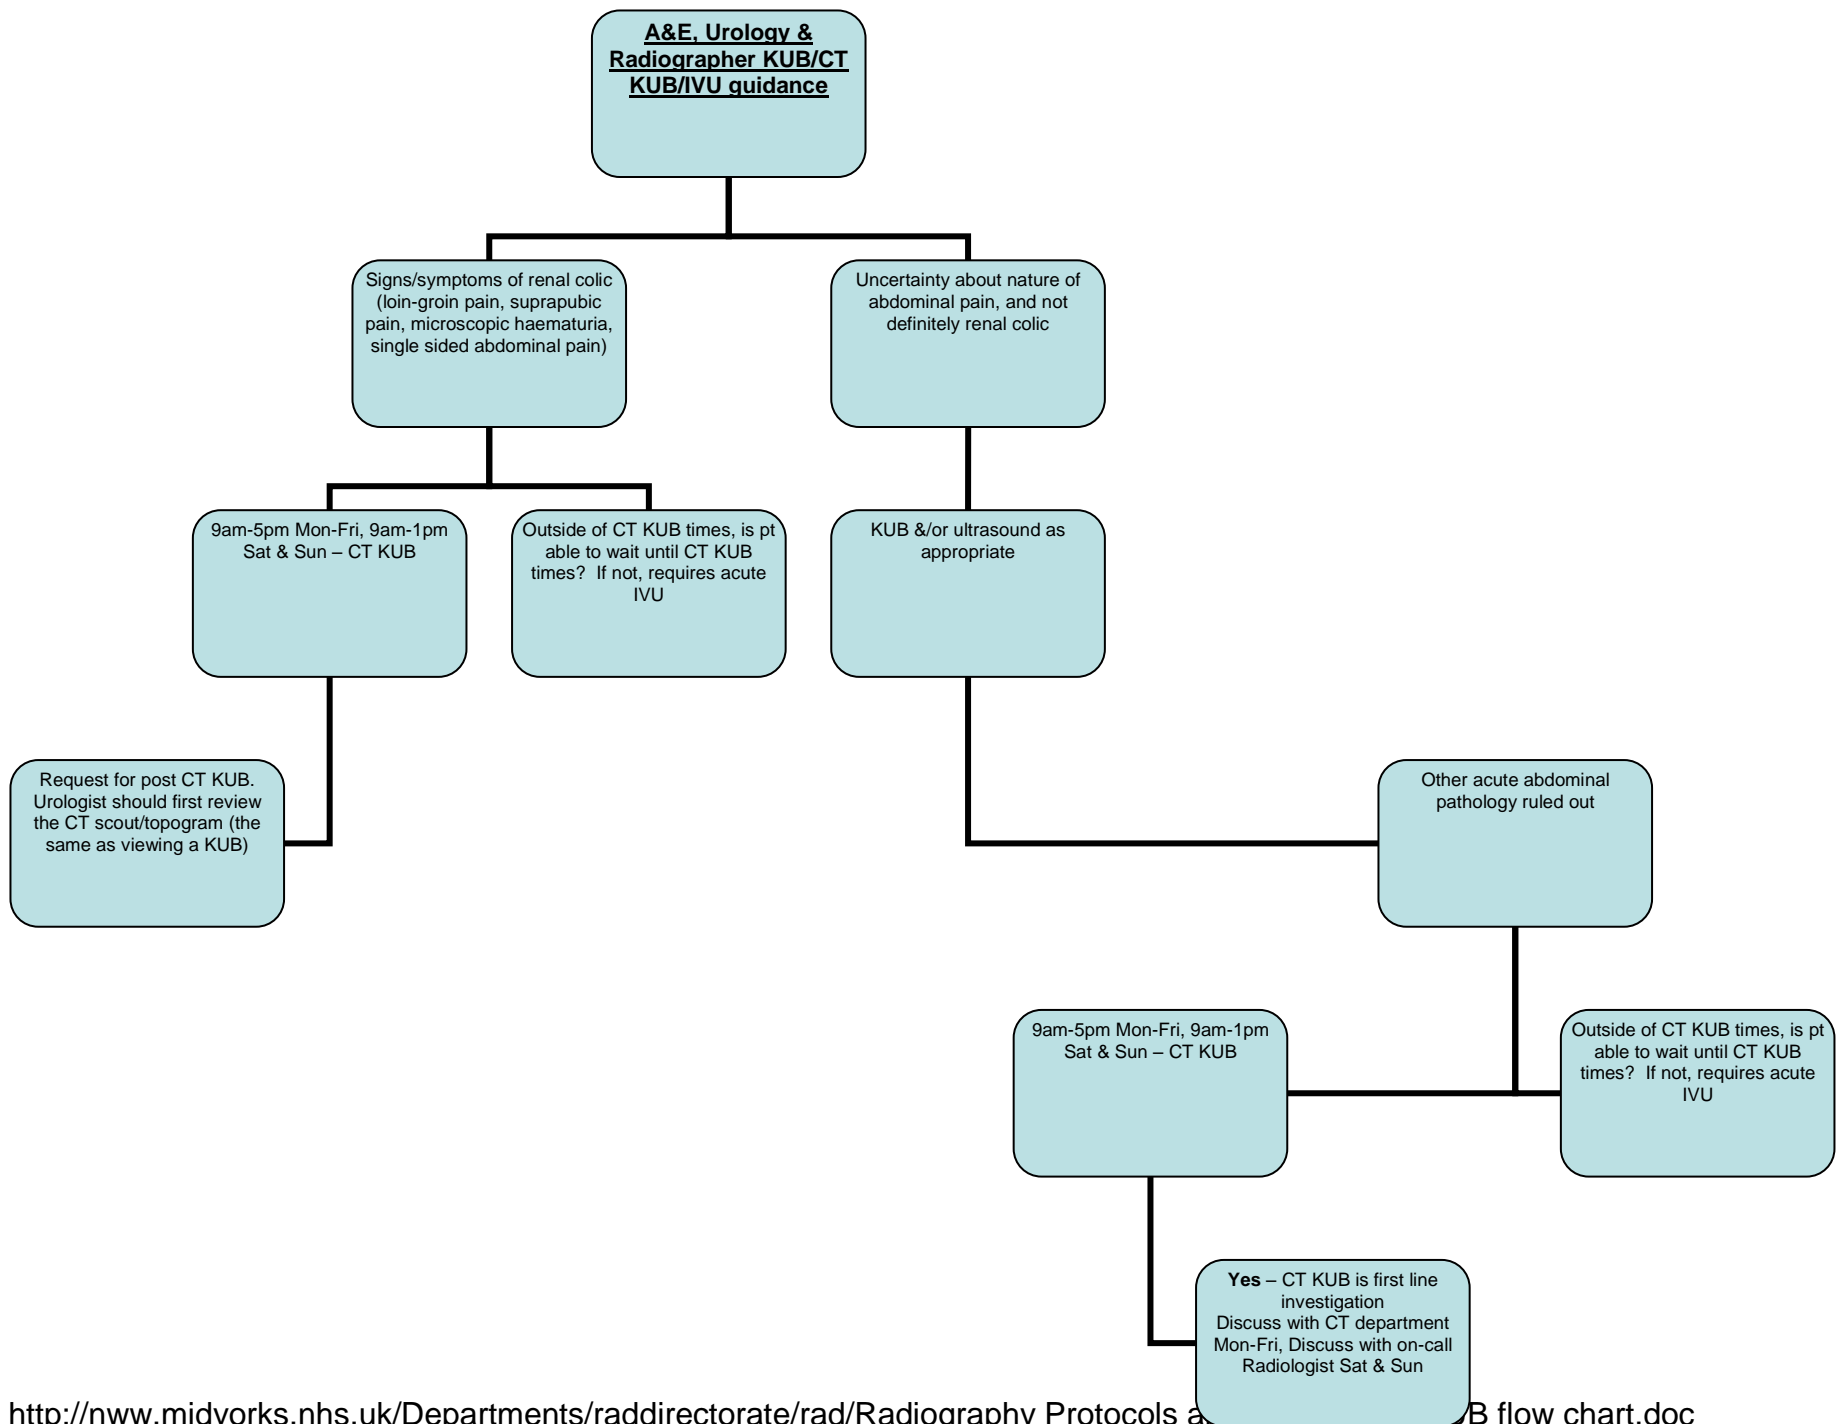 A&E, Urology &
Radiographer KUB/CT
KUB/IVU guidance
Signs/symptoms of renal colic
(loin-groin pain, suprapubic
pain, microscopic haematuria,
single sided abdominal pain)
Uncertainty about nature of
abdominal pain, and not
definitely renal colic
9am-5pm Mon-Fri, 9am-1pm
Sat & Sun – CT KUB
Outside of CT KUB times, is pt
able to wait until CT KUB
times?  If not, requires acute
IVU
KUB &/or ultrasound as
appropriate
Request for post CT KUB.
Urologist should first review
the CT scout/topogram (the
same as viewing a KUB)
Other acute abdominal
pathology ruled out
9am-5pm Mon-Fri, 9am-1pm
Sat & Sun – CT KUB
Outside of CT KUB times, is pt
able to wait until CT KUB
times?  If not, requires acute
IVU
Yes – CT KUB is first line
investigation
Discuss with CT department
Mon-Fri, Discuss with on-call
Radiologist Sat & Sun
http://nww.midyorks.nhs.uk/Departments/raddirectorate/rad/Radiography Protocols flow chart.doc